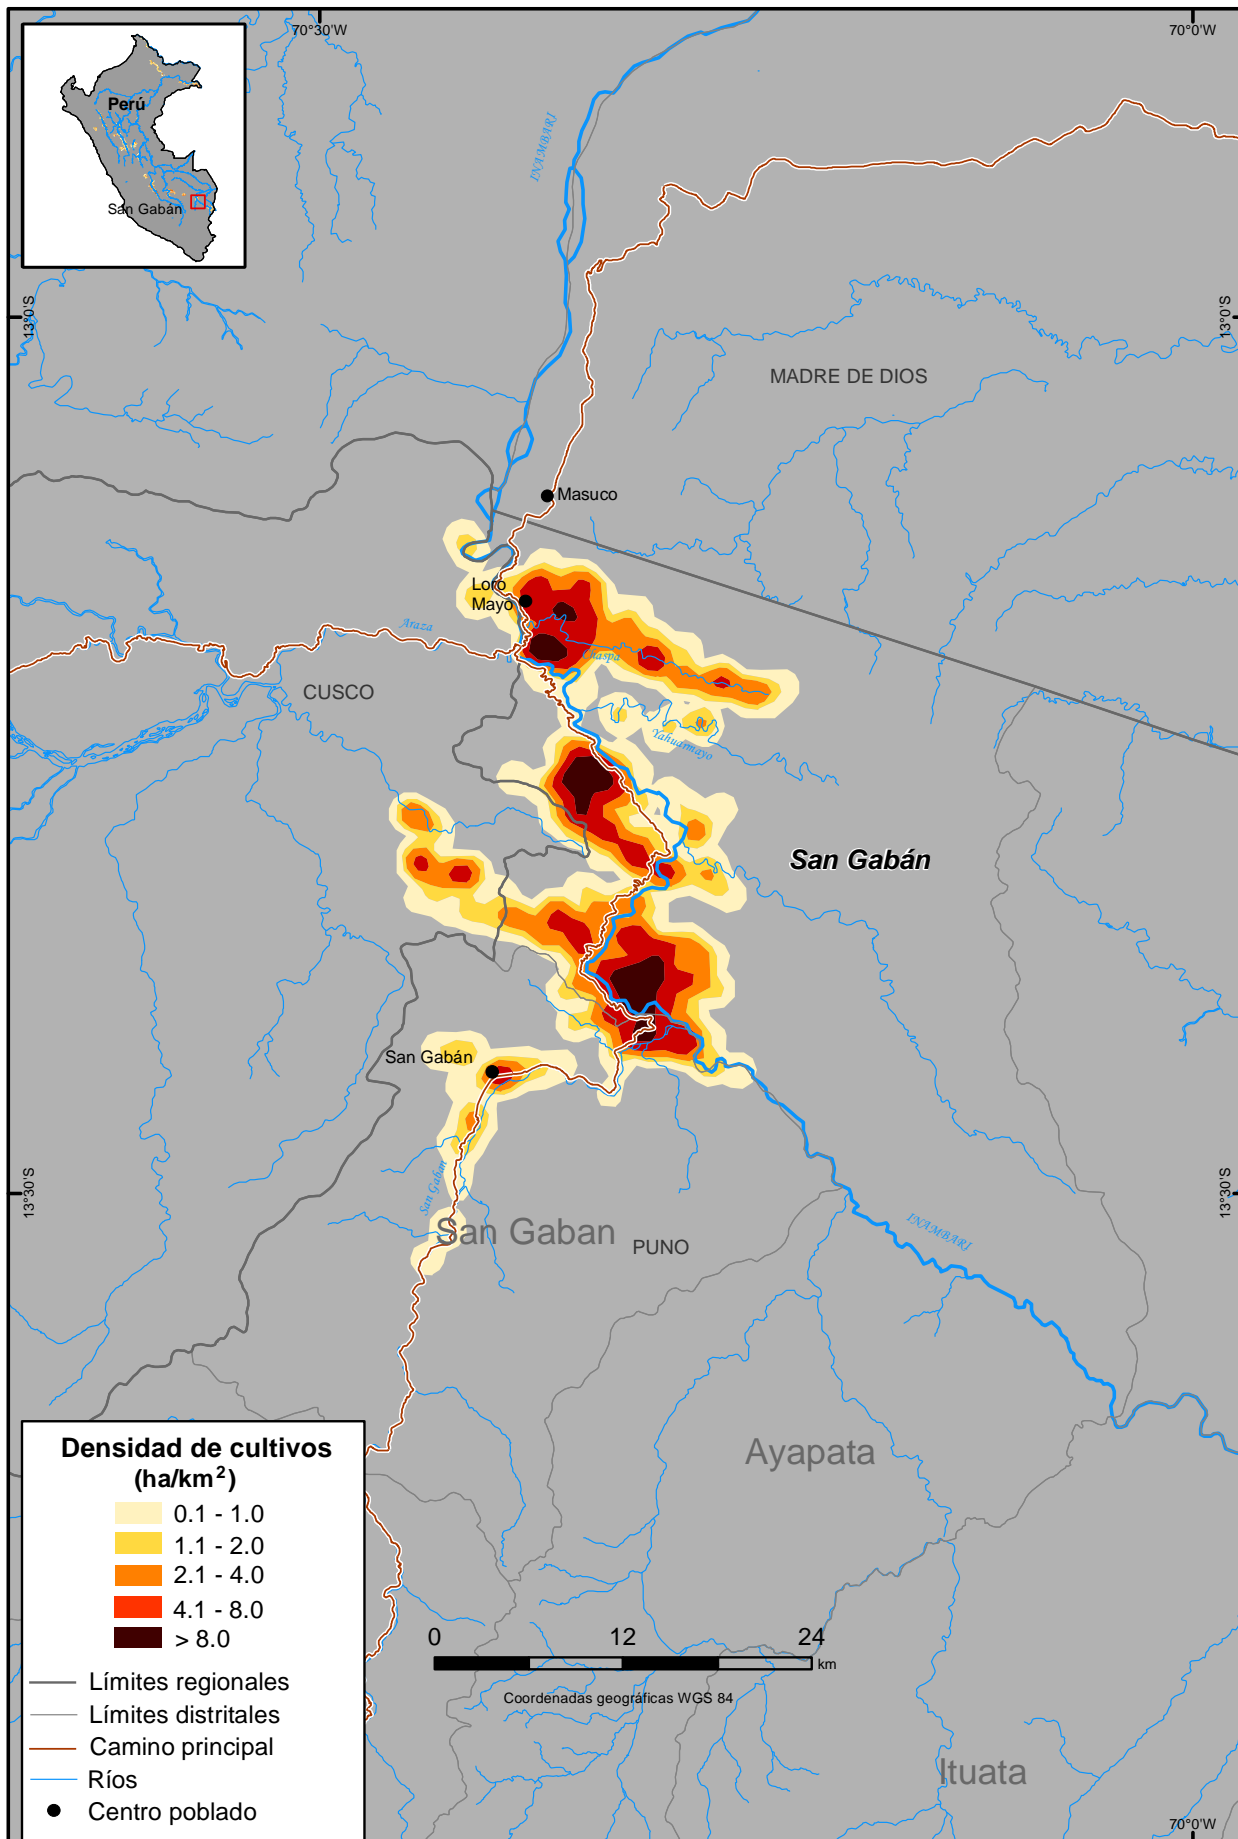 70°30'W
70°0'W
Perú
San Gabán
INAMBARI
13°0'S
13°0'S
MADRE DE DIOS
Masuco
Loro
Mayo
Araza
Chaspa
CUSCO
Yahuarmayo
San Gabán
San Gabán
13°30'S
13°30'S
San Gaban
San Gaban
PUNO
INAMBARI
Ayapata
Densidad de cultivos
(ha/km²)
0.1 - 1.0
1.1 - 2.0
2.1 - 4.0
4.1 - 8.0
> 8.0
Límites regionales
Límites distritales
Camino principal
Ríos
Centro poblado
0 12 24
km
Coordenadas geográficas WGS 84
Ituata
70°0'W